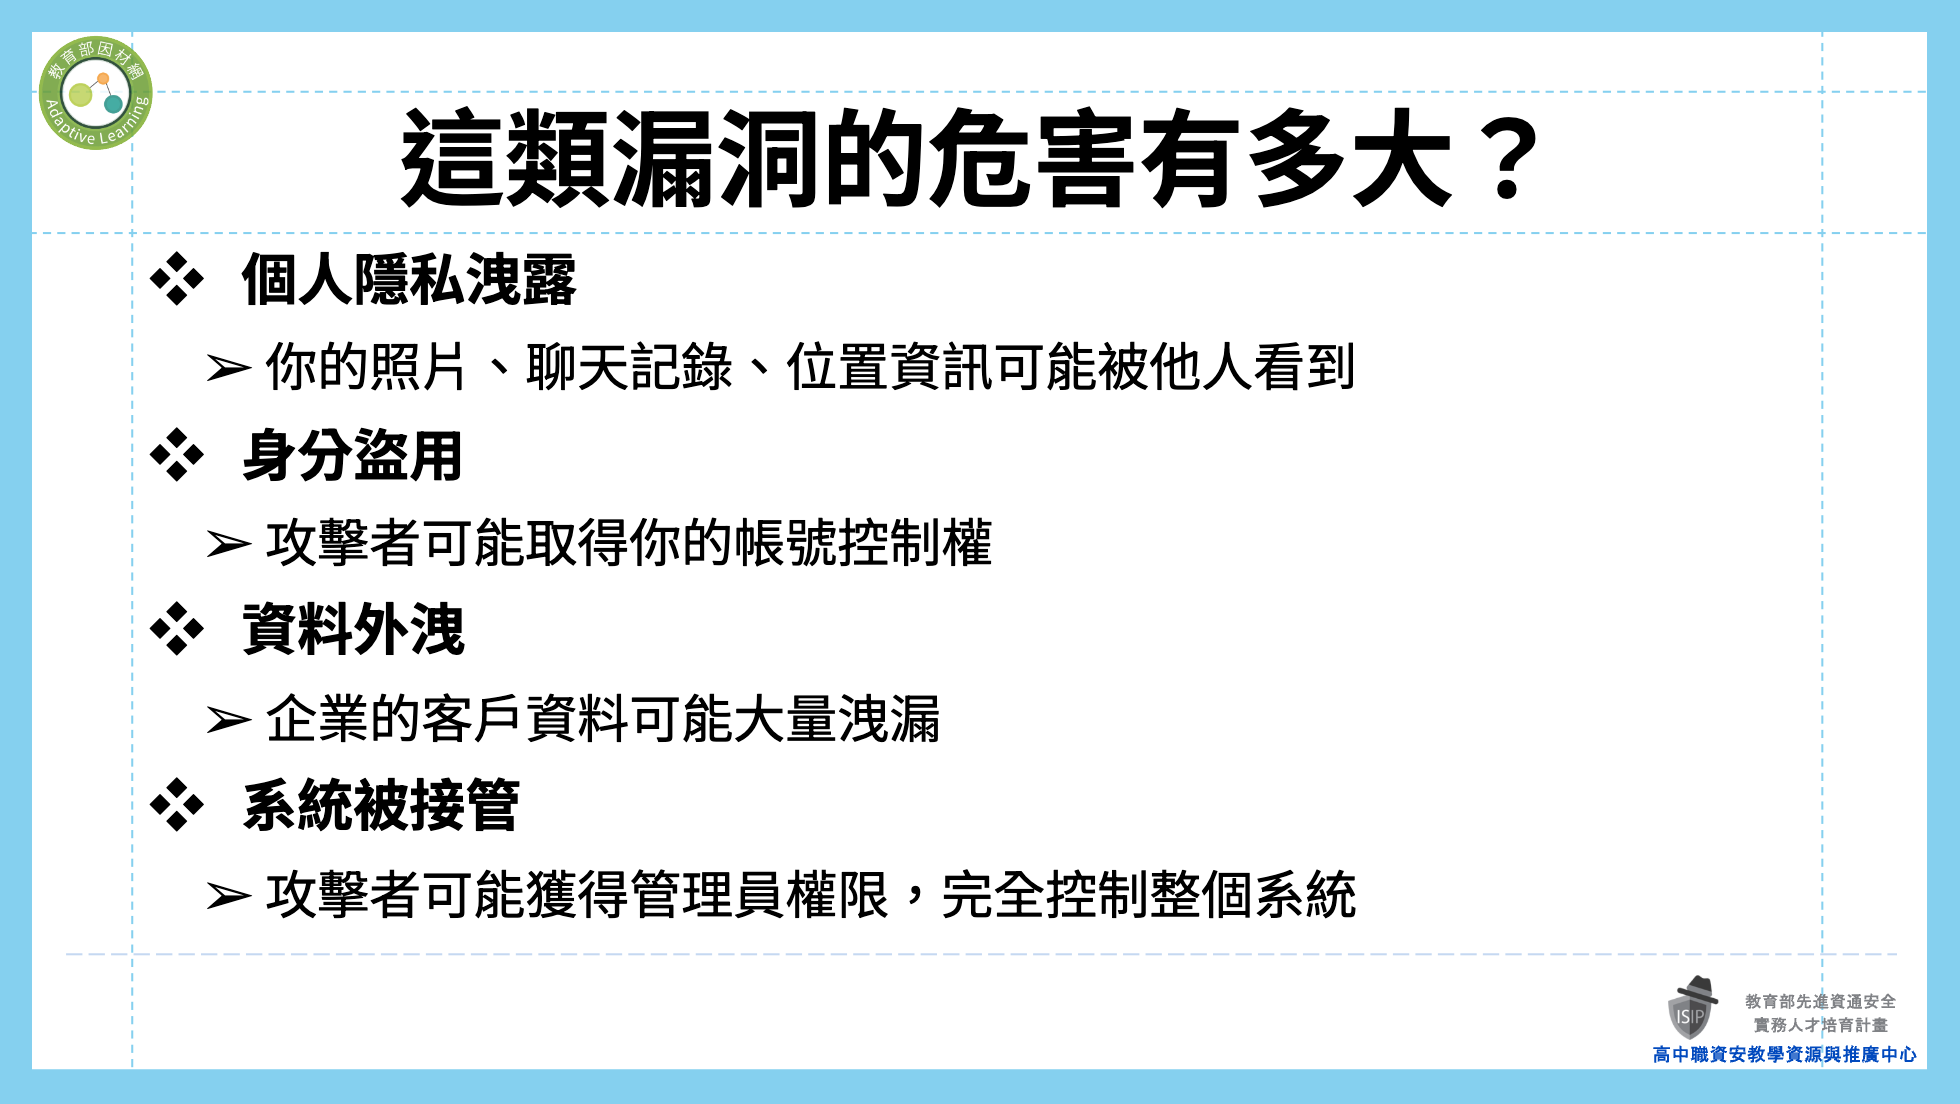 教育部因材網
Adaptive Learning
這類漏洞的危害有多大？
❖ 個人隱私洩露
➢ 你的照片、聊天記錄、位置資訊可能被他人看到
❖ 身分盜用
➢ 攻擊者可能取得你的帳號控制權
❖ 資料外洩
➢ 企業的客戶資料可能大量洩漏
❖ 系統被接管
➢ 攻擊者可能獲得管理員權限，完全控制整個系統
ISIP
教育部先進資通安全
實務人才培育計畫
高中職資安教學資源與推廣中心